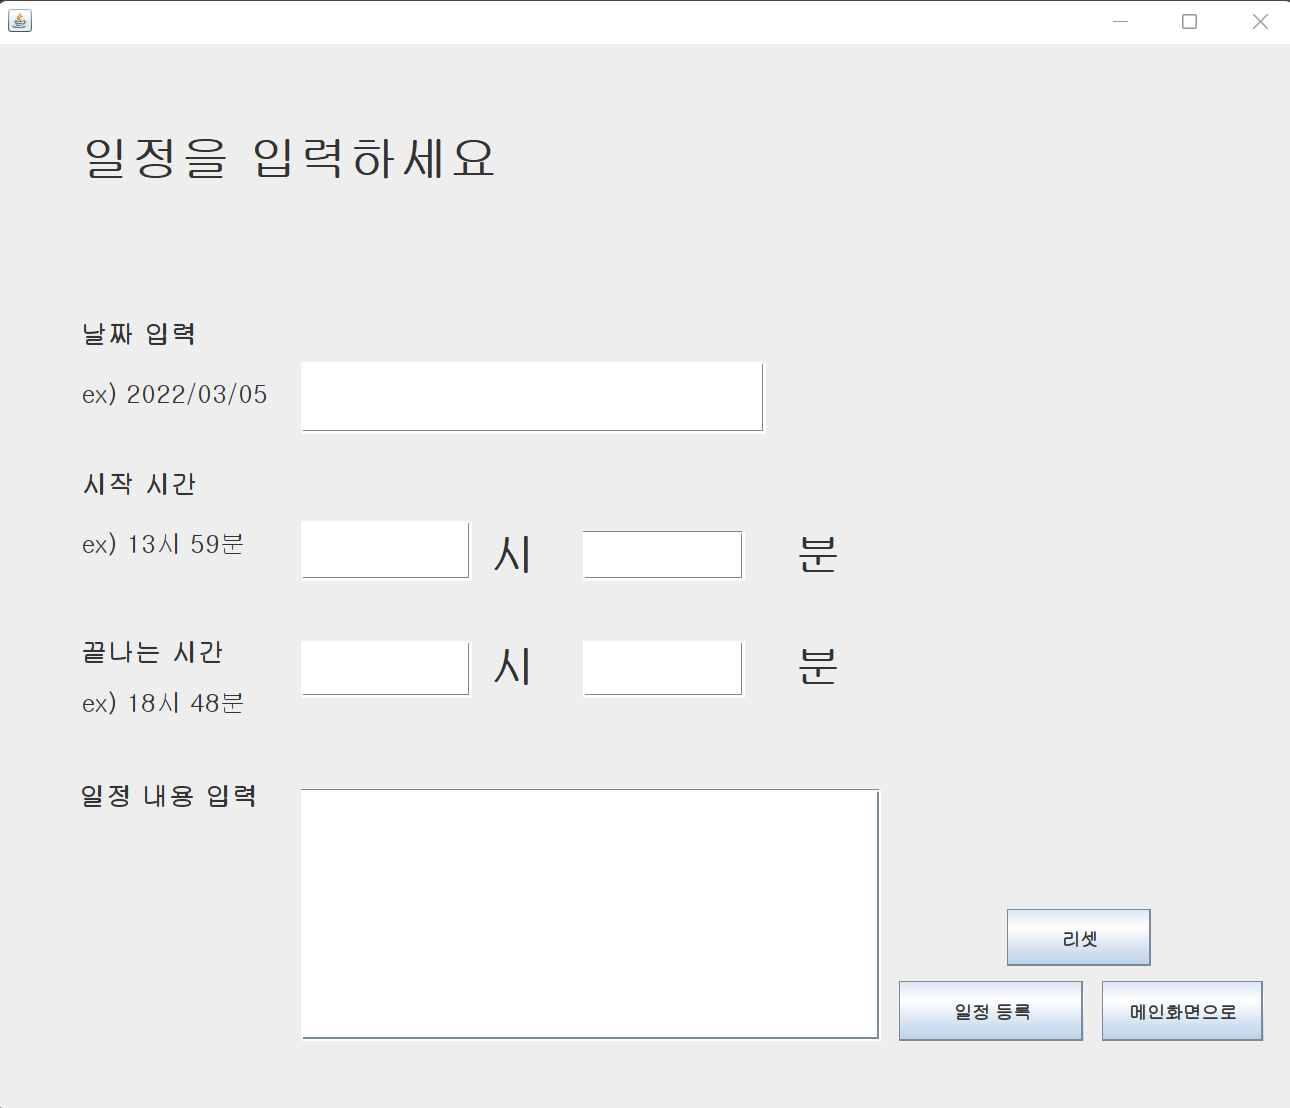 일정을 입력하세요
날짜 입력
ex) 2022/03/05
시작 시간
ex) 13시 59분
시 분
끝나는 시간
시 분
ex) 18시 48분
일정 내용 입력
리셋
일정 등록 메인화면으로